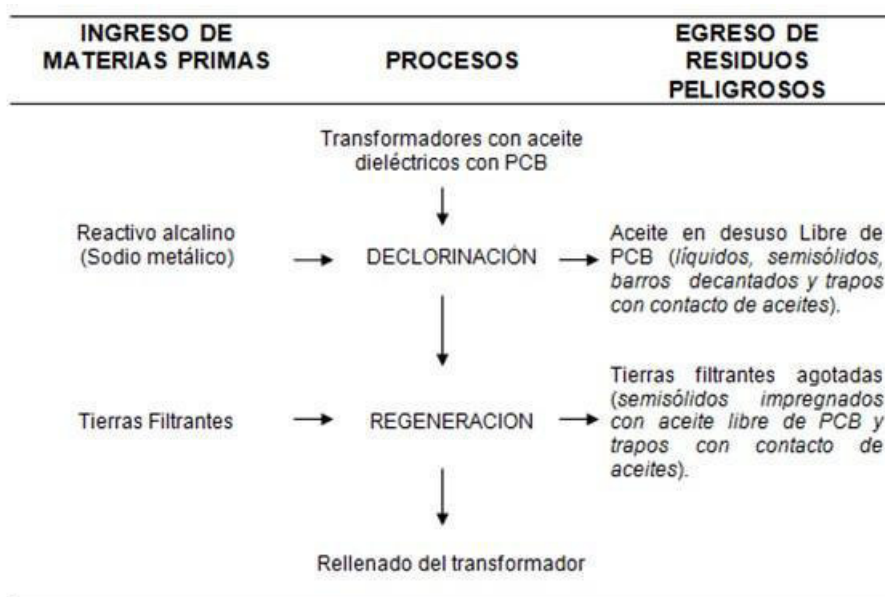 INGRESO DE
MATERIAS PRIMAS
PROCESOS
EGRESO DE
RESIDUOS
PELIGROSOS
Transformadores con aceite
dieléctricos con PCB
Reactivo alcalino
(Sodio metálico)
DECLORINACIÓN
Aceite en desuso Libre de
PCB (líquidos, semisólidos,
barros decantados y trapos
con contacto de aceites).
Tierras Filtrantes
REGENERACION
Tierras filtrantes agotadas
(semisólidos impregnados
con aceite libre de PCB y
trapos con contacto de
aceites).
Rellenado del transformador